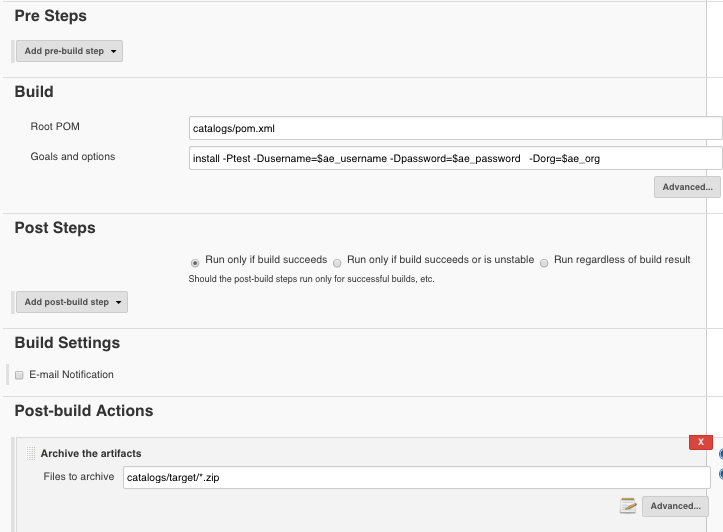 Pre Steps
Add pre-build step
Build
Root POM catalogs/pom.xml
Goals and options install -Ptest -Dusername=$ae_username -Dpassword=$ae_password -Dorg=$ae_org
Advanced...
Post Steps
Run only if build succeeds Run only if build succeeds or is unstable Run regardless of build result
Should the post-build steps run only for successful builds, etc.
Add post-build step
Build Settings
E-mail Notification
Post-build Actions
X
Archive the artifacts
Files to archive catalogs/target/*.zip
Advanced...